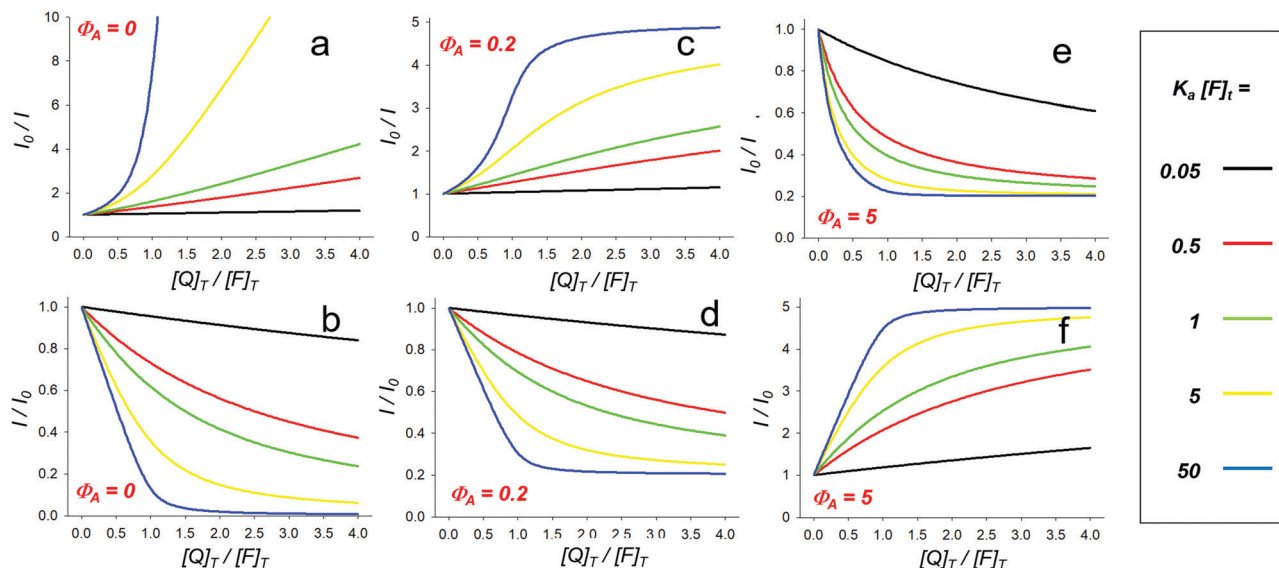 Φ_A = 0
a
I_0 / I
10
8
6
4
2
0
0.0 0.5 1.0 1.5 2.0 2.5 3.0 3.5 4.0
[Q]_T / [F]_T
Φ_A = 0.2
c
I_0 / I
5
4
3
2
1
0
0.0 0.5 1.0 1.5 2.0 2.5 3.0 3.5 4.0
[Q]_T / [F]_T
e
I_0 / I
1.0
0.8
0.6
0.4
0.2
0.0
Φ_A = 5
0.0 0.5 1.0 1.5 2.0 2.5 3.0 3.5 4.0
[Q]_T / [F]_T
b
I / I_0
1.0
0.8
0.6
0.4
0.2
0.0
Φ_A = 0
0.0 0.5 1.0 1.5 2.0 2.5 3.0 3.5 4.0
[Q]_T / [F]_T
d
I / I_0
1.0
0.8
0.6
0.4
0.2
0.0
Φ_A = 0.2
0.0 0.5 1.0 1.5 2.0 2.5 3.0 3.5 4.0
[Q]_T / [F]_T
f
I / I_0
5
4
3
2
1
0
Φ_A = 5
0.0 0.5 1.0 1.5 2.0 2.5 3.0 3.5 4.0
[Q]_T / [F]_T
K_a [F]_t =
0.05
0.5
1
5
50